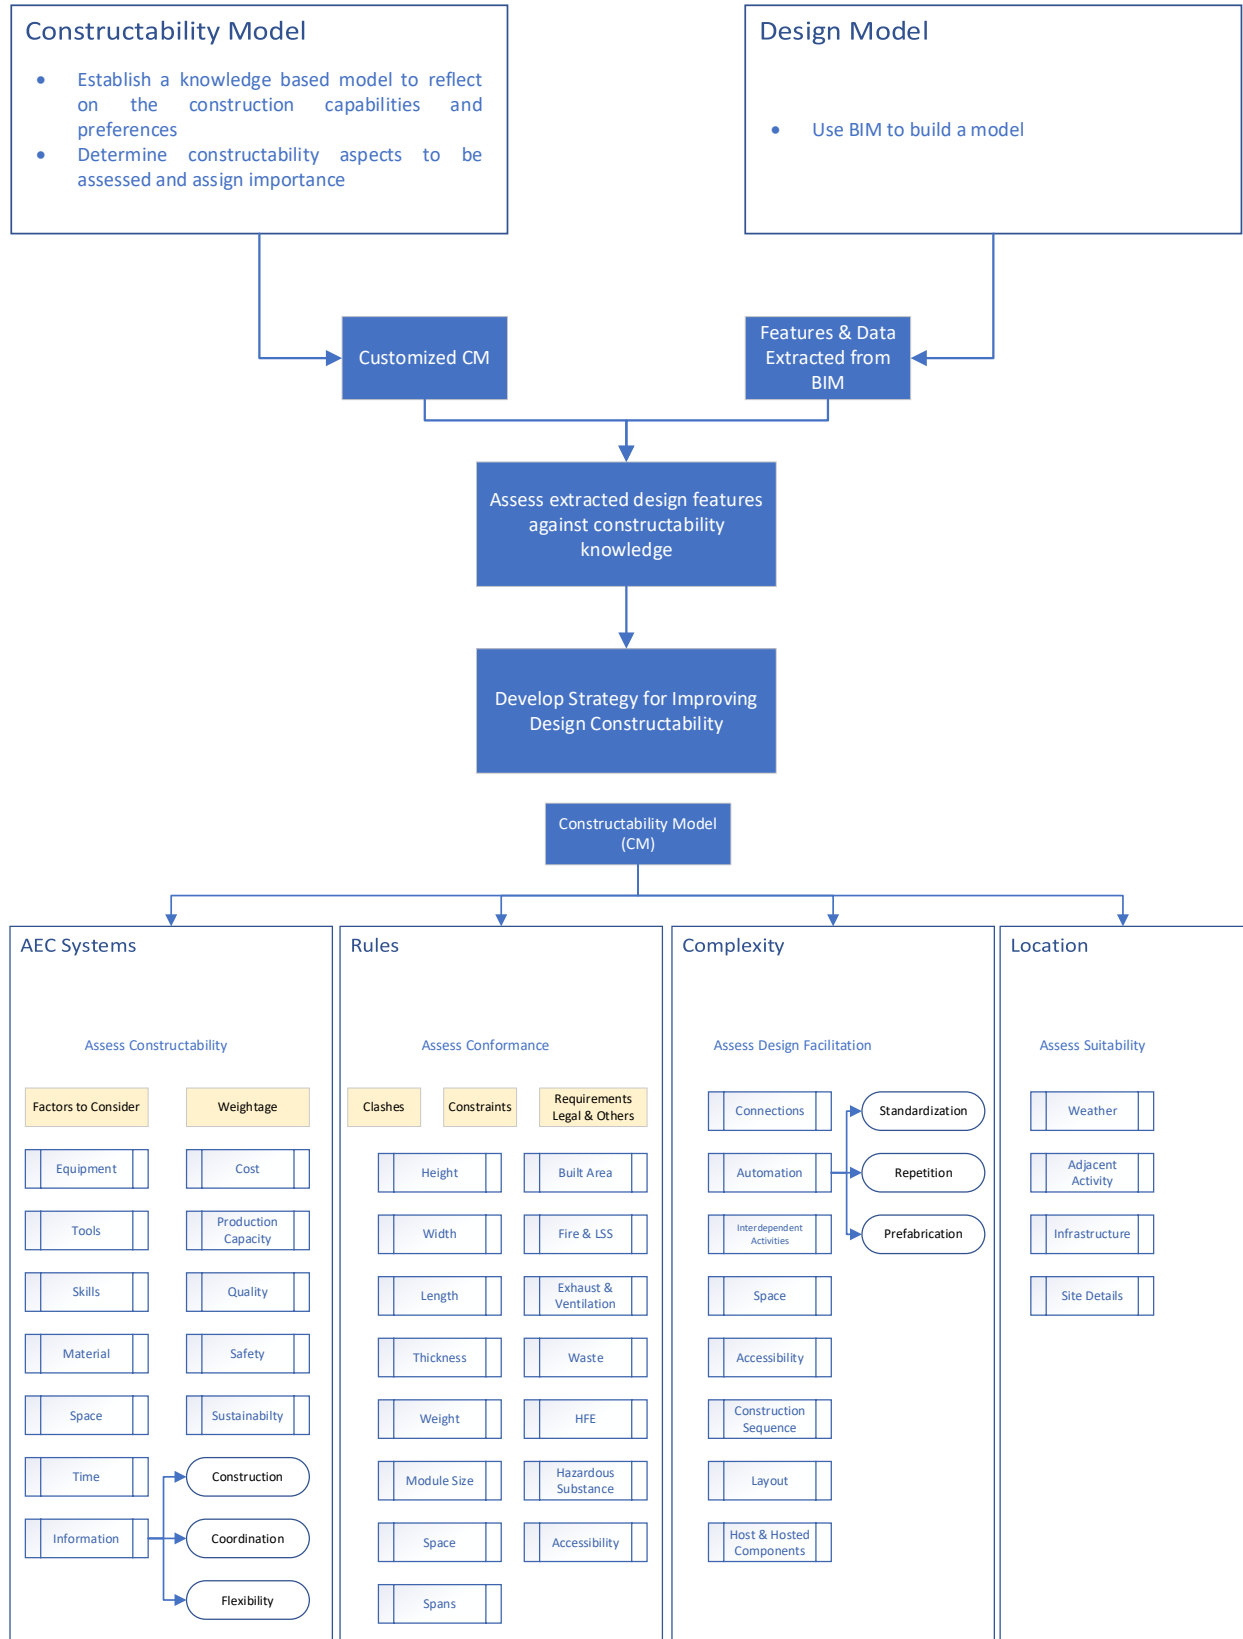 Constructability Model
• Establish a knowledge based model to reflect
on the construction capabilities and
preferences
• Determine constructability aspects to be
assessed and assign importance
Design Model
• Use BIM to build a model
Customized CM
Features & Data
Extracted from
BIM
Assess extracted design features
against constructability
knowledge
Develop Strategy for Improving
Design Constructability
Constructability Model
(CM)
AEC Systems
Assess Constructability
Factors to Consider
Weightage
Equipment
Cost
Tools
Production
Capacity
Skills
Quality
Material
Safety
Space
Sustainabilty
Time
Construction
Information
Coordination
Flexibility
Rules
Assess Conformance
Clashes
Constraints
Requirements
Legal & Others
Height
Built Area
Width
Fire & LSS
Length
Exhaust &
Ventilation
Thickness
Waste
Weight
HFE
Module Size
Hazardous
Substance
Space
Accessibility
Spans
Complexity
Assess Design Facilitation
Connections
Standardization
Automation
Repetition
Interdependent
Activities
Prefabrication
Space
Accessibility
Construction
Sequence
Layout
Host & Hosted
Components
Location
Assess Suitability
Weather
Adjacent
Activity
Infrastructure
Site Details